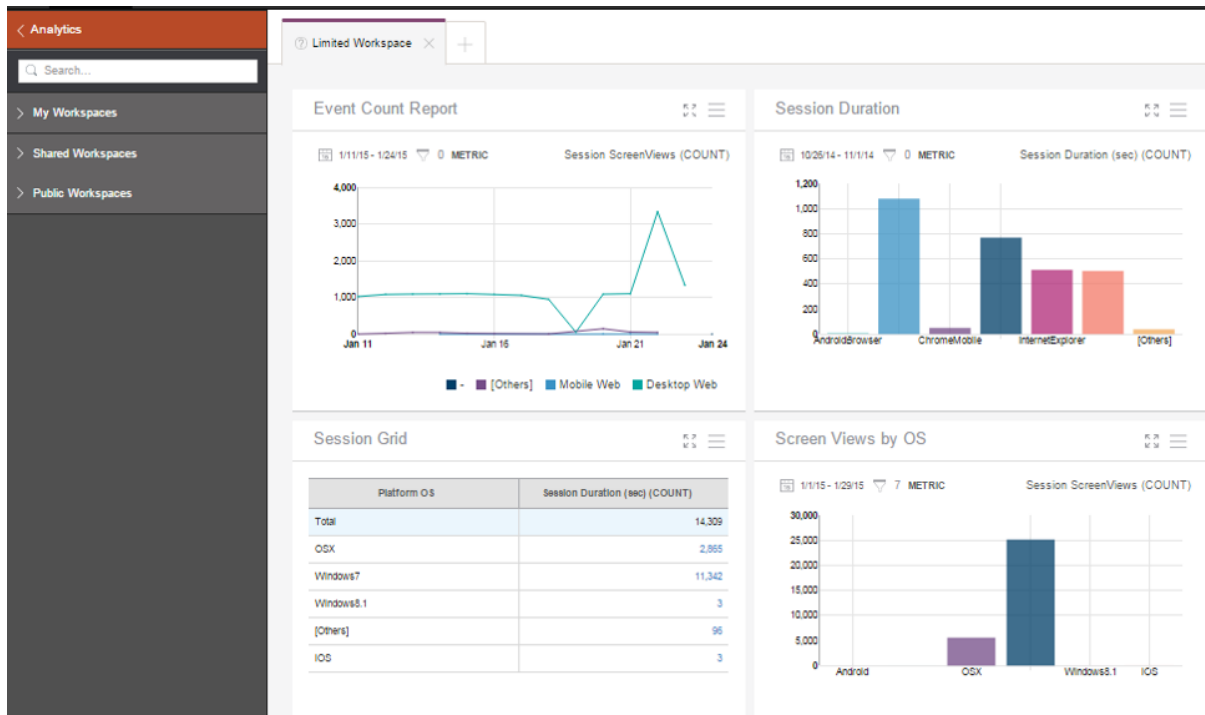 Analytics
Search...
My Workspaces
Shared Workspaces
Public Workspaces
Limited Workspace
Event Count Report
1/11/15 - 1/24/15 0 METRIC Session ScreenViews (COUNT)
4,000
3,000
2,000
1,000
0
Jan 11 Jan 16 Jan 21 Jan 24
- [Others] Mobile Web Desktop Web
Session Duration
10/26/14 - 11/1/14 0 METRIC Session Duration (sec) (COUNT)
1,200
1,000
800
600
400
200
0
AndroidBrowser ChromeMobile InternetExplorer [Others]
Session Grid
Platform OS Session Duration (sec) (COUNT)
Total 14,309
OSX 2,865
Windows7 11,342
Windows8.1 3
[Others] 96
IOS 3
Screen Views by OS
1/1/15 - 1/29/15 7 METRIC Session ScreenViews (COUNT)
30,000
25,000
20,000
15,000
10,000
5,000
0
Android OSX Windows8.1 IOS